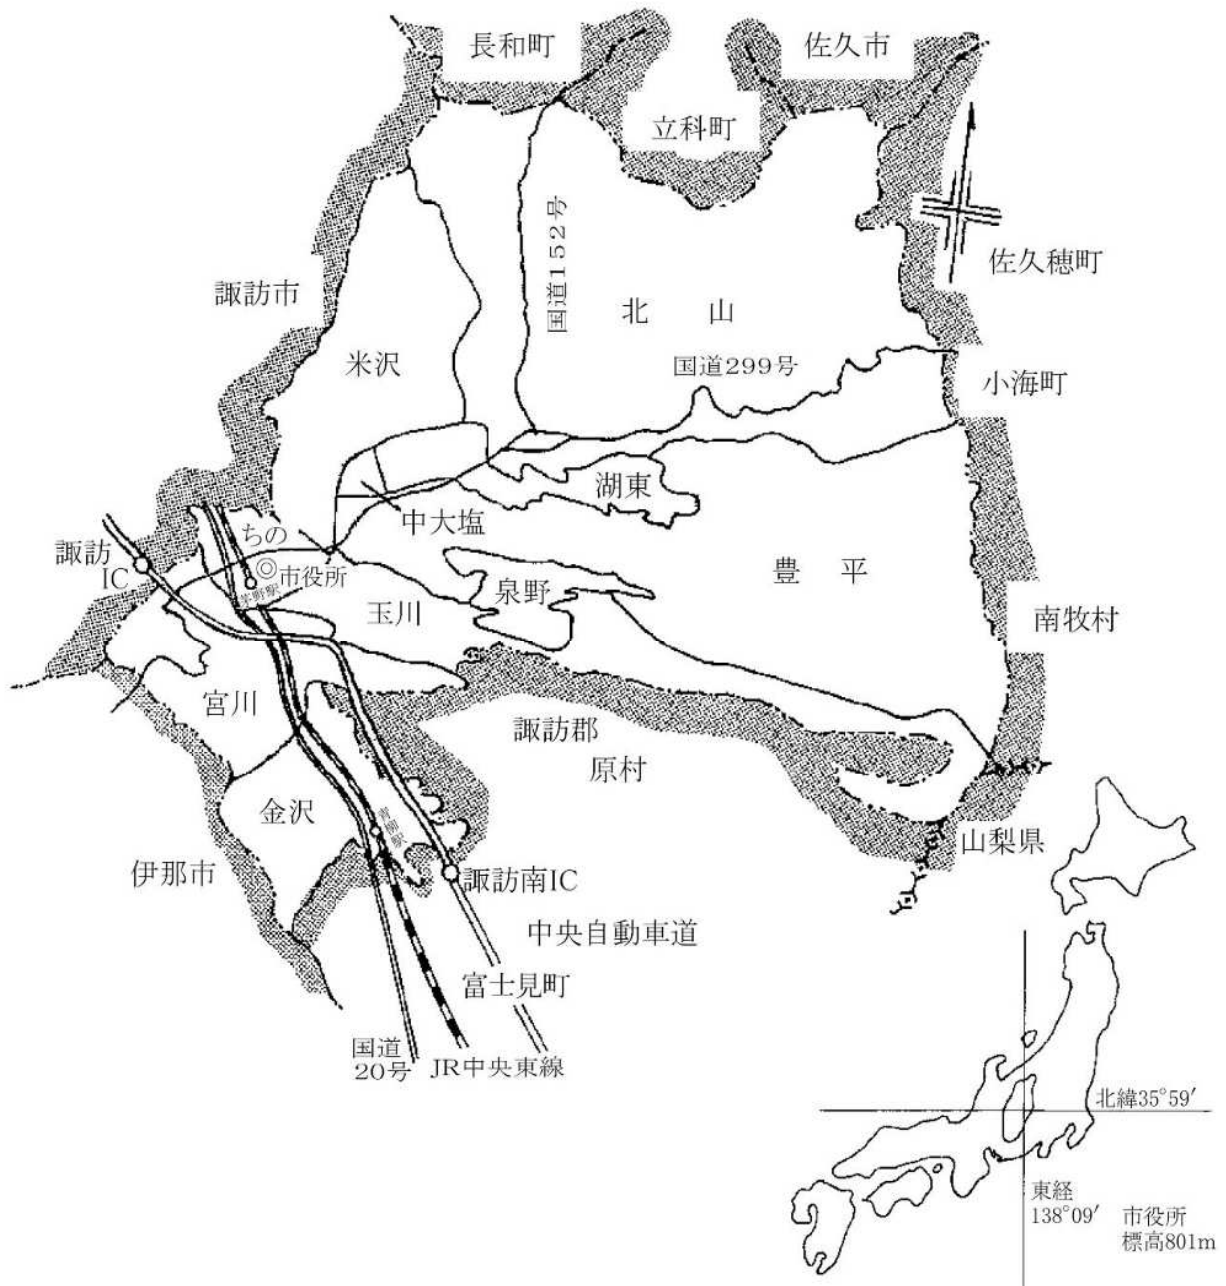 長和町
佐久市
立科町
国道152号
佐久穂町
諏訪市
北山
米沢
国道299号
小海町
湖東
ちの
中大塩
諏訪
IC
市役所
茅野駅
泉野
豊平
玉川
南牧村
宮川
諏訪郡
原村
金沢
青柳駅
山梨県
伊那市
諏訪南IC
中央自動車道
富士見町
国道
20号
JR中央東線
北緯35°59′
東経
138°09′
市役所
標高801m